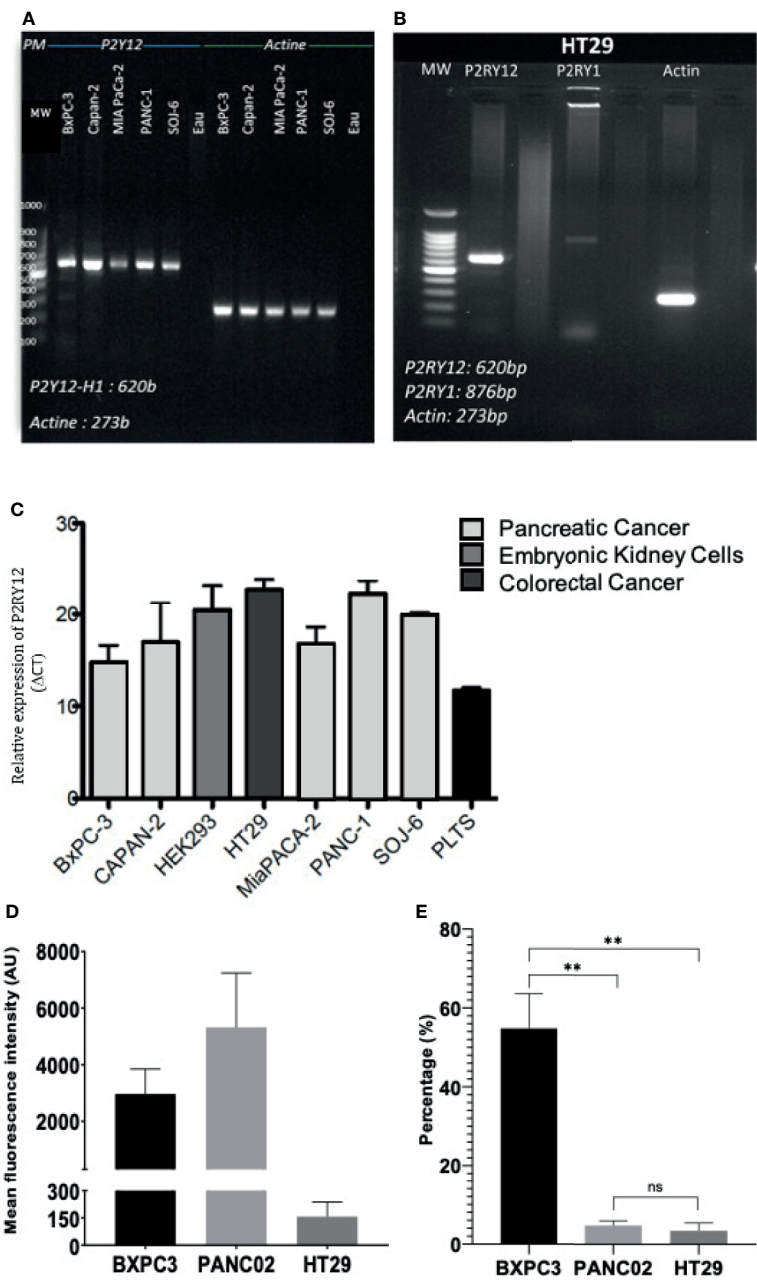 A
PM P2Y12 Actine
MW BxPC-3 Capan-2 MIA PaCa-2 PANC-1 SOJ-6 Eau BxPC-3 Capan-2 MIA PaCa-2 PANC-1 SOJ-6 Eau
1000
900
800
700
600
500
400
300
200
100
P2Y12-H1 : 620b
Actine : 273b
B
HT29
MW P2RY12 P2RY1 Actin
P2RY12: 620bp
P2RY1: 876bp
Actin: 273bp
C
Relative expression of P2RY12
(ΔCT)
30
20
10
0
Pancreatic Cancer
Embryonic Kidney Cells
Colorectal Cancer
BxPC-3 CAPAN-2 HEK293 HT29 MiaPACA-2 PANC-1 SOJ-6 PLTS
D
Mean fluorescence intensity (AU)
8000
6000
4000
2000
300
150
0
BXPC3 PANC02 HT29
E
Percentage (%)
80
60
40
20
0
**
**
ns
BXPC3 PANC02 HT29